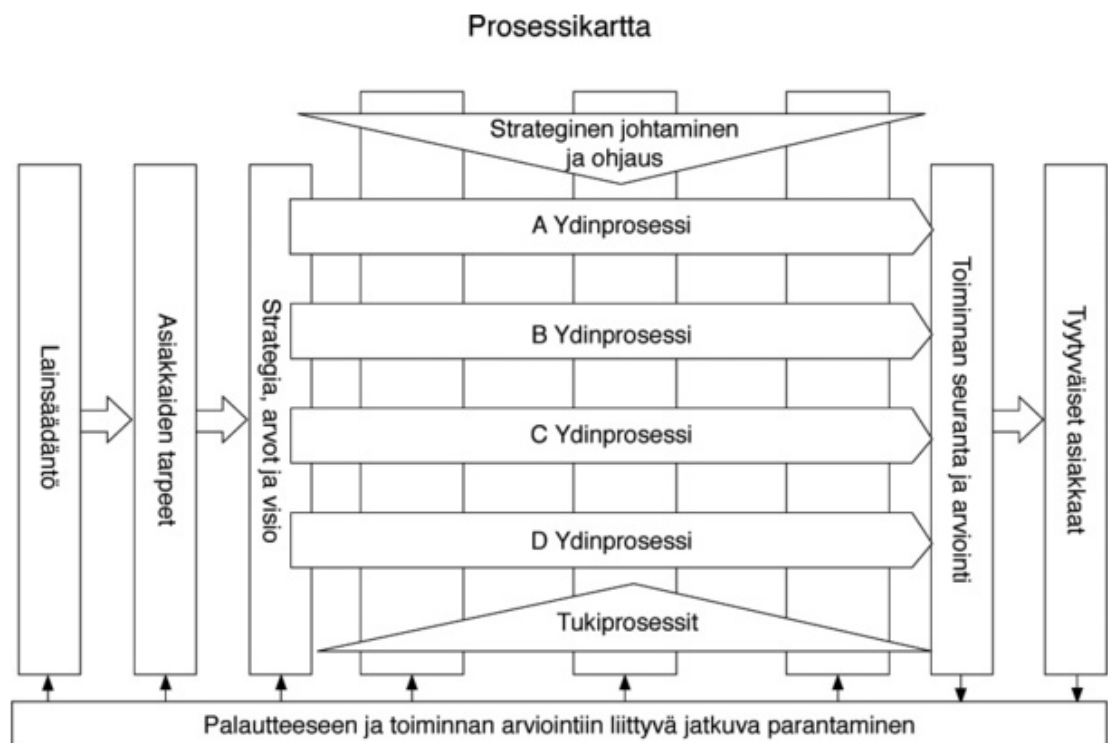 Prosessikartta
Strateginen johtaminen
ja ohjaus
Lainsäädäntö
Asiakkaiden tarpeet
Strategia, arvot ja visio
A Ydinprosessi
B Ydinprosessi
C Ydinprosessi
D Ydinprosessi
Tukiprosessit
Toiminnan seuranta ja arviointi
Tyytyväiset asiakkaat
Palautteeseen ja toiminnan arviointiin liittyvä jatkuva parantaminen